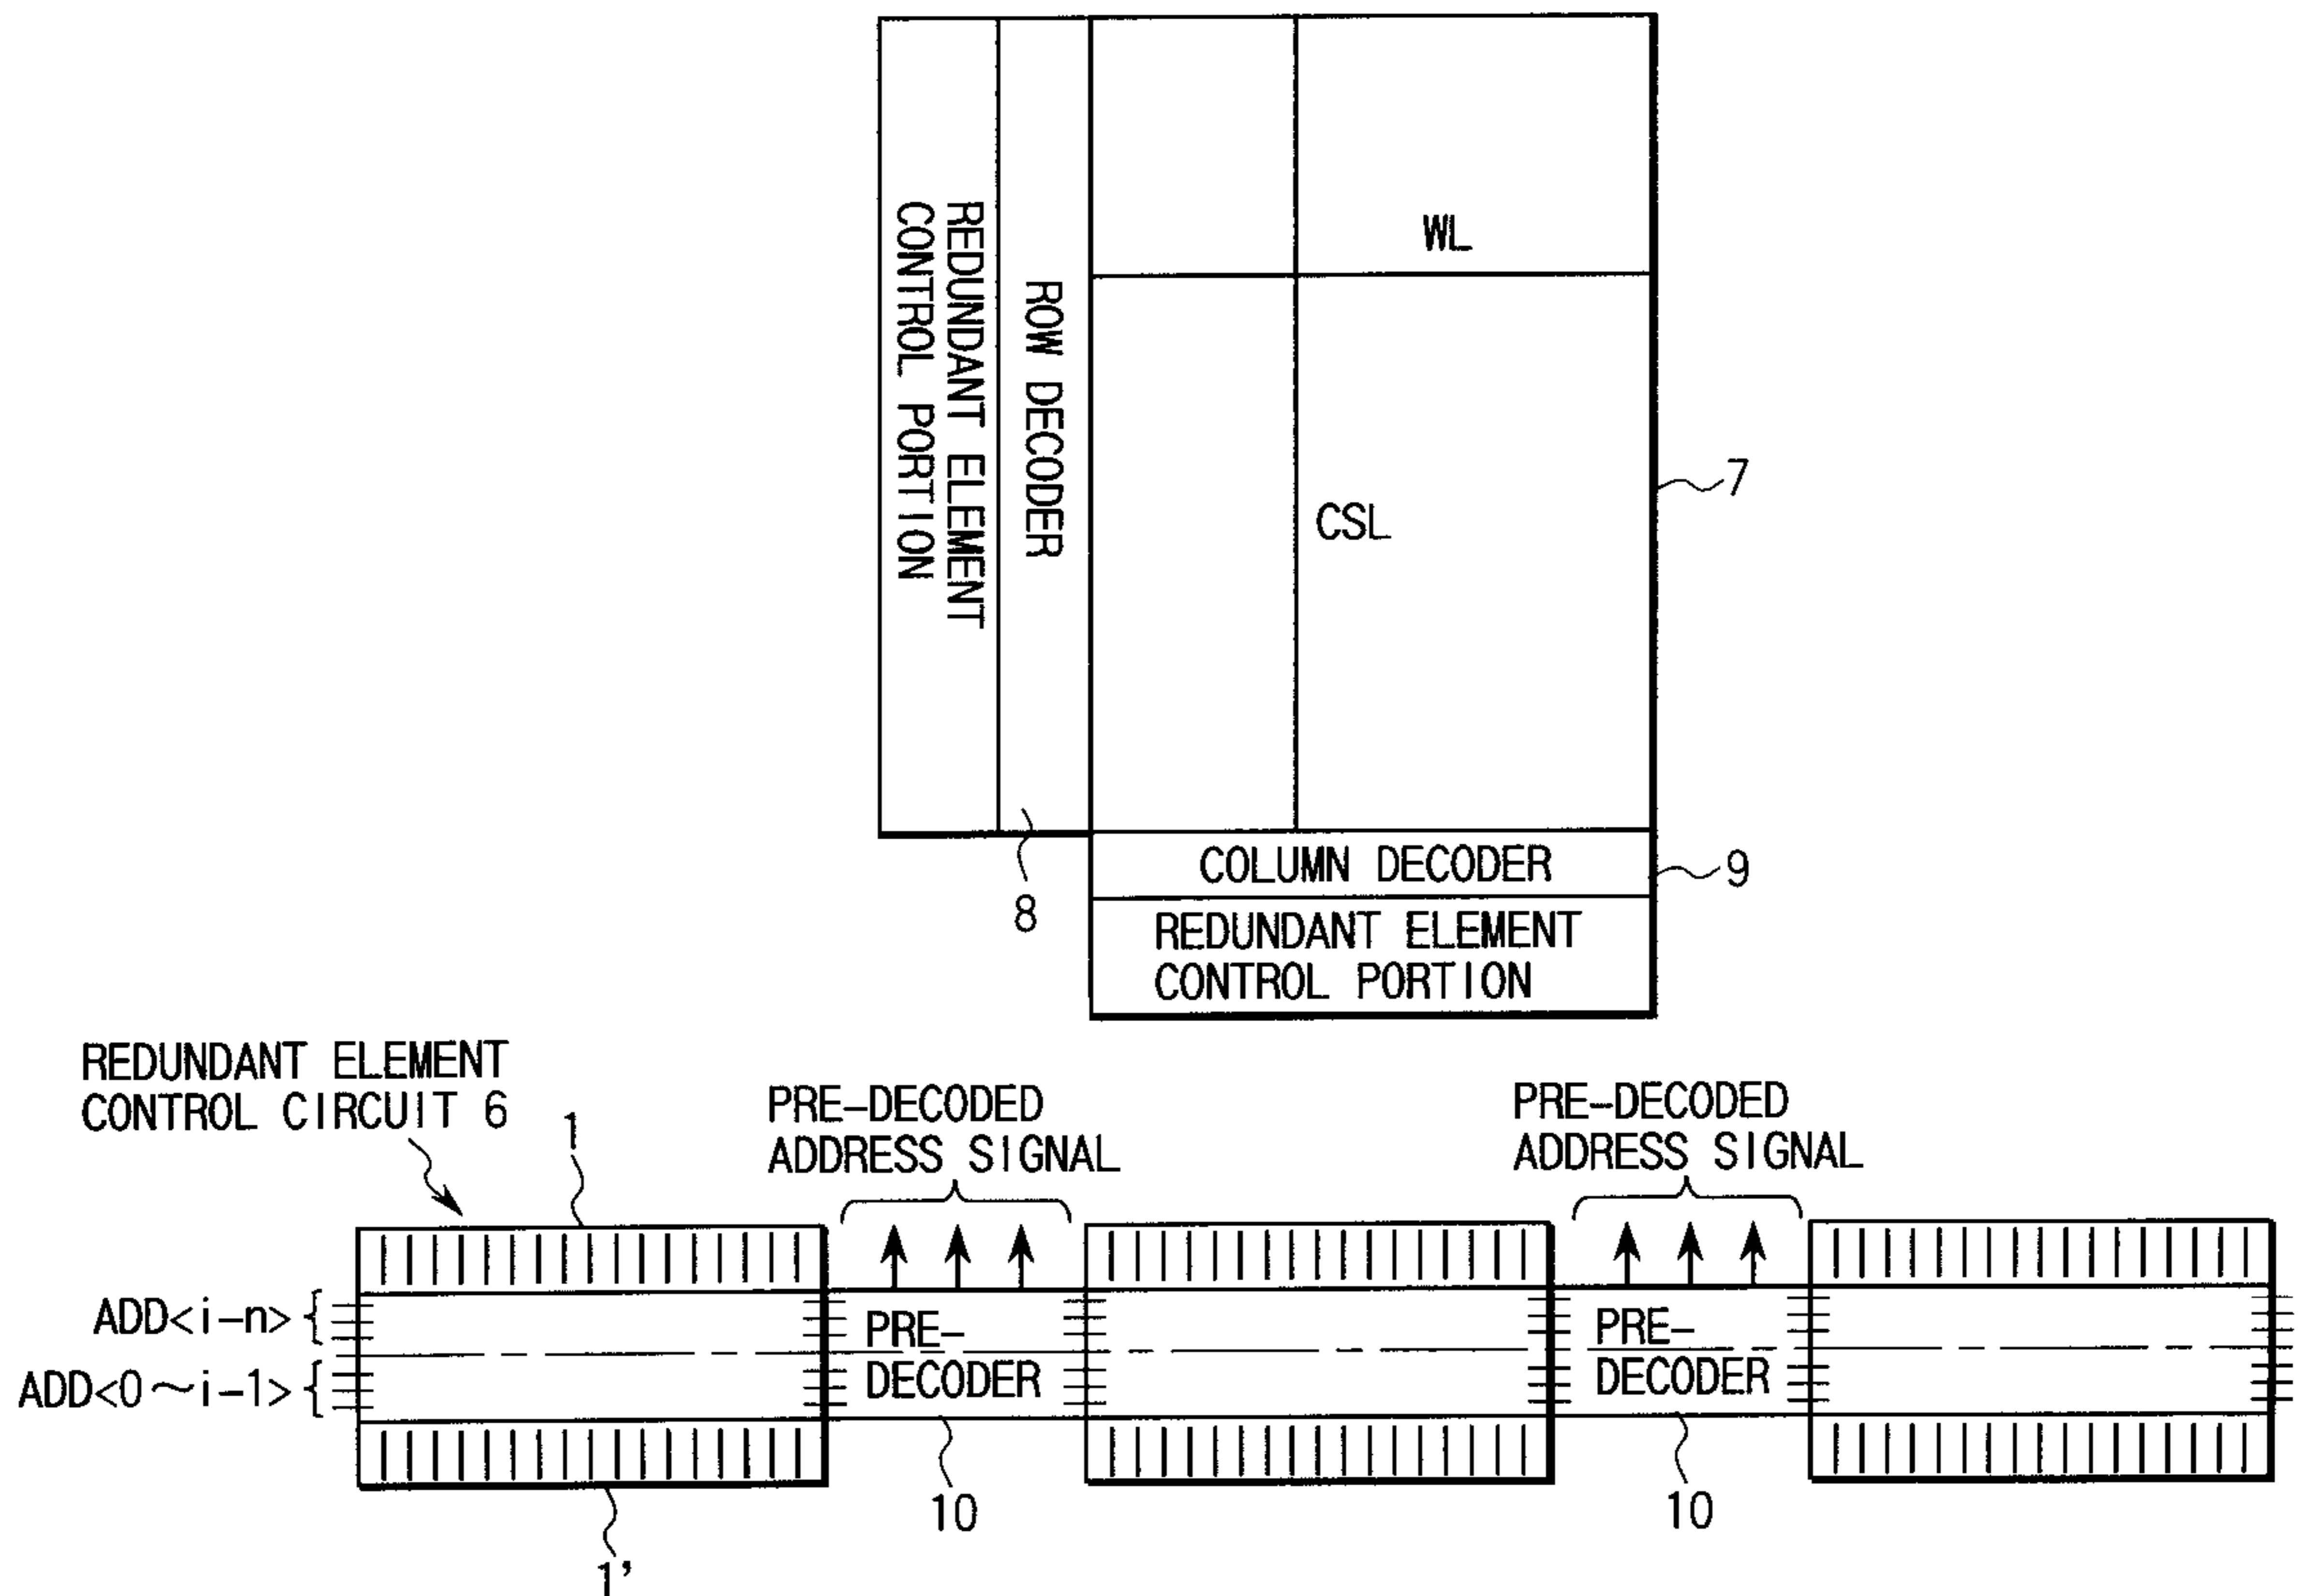 REDUNDANT ELEMENT
CONTROL PORTION
ROW DECODER
WL
CSL
7
8
COLUMN DECODER
9
REDUNDANT ELEMENT
CONTROL PORTION
REDUNDANT ELEMENT
CONTROL CIRCUIT 6
1
PRE-DECODED
ADDRESS SIGNAL
PRE-DECODED
ADDRESS SIGNAL
ADD<i-n>
ADD<0~i-1>
PRE-
DECODER
PRE-
DECODER
10
10
1'